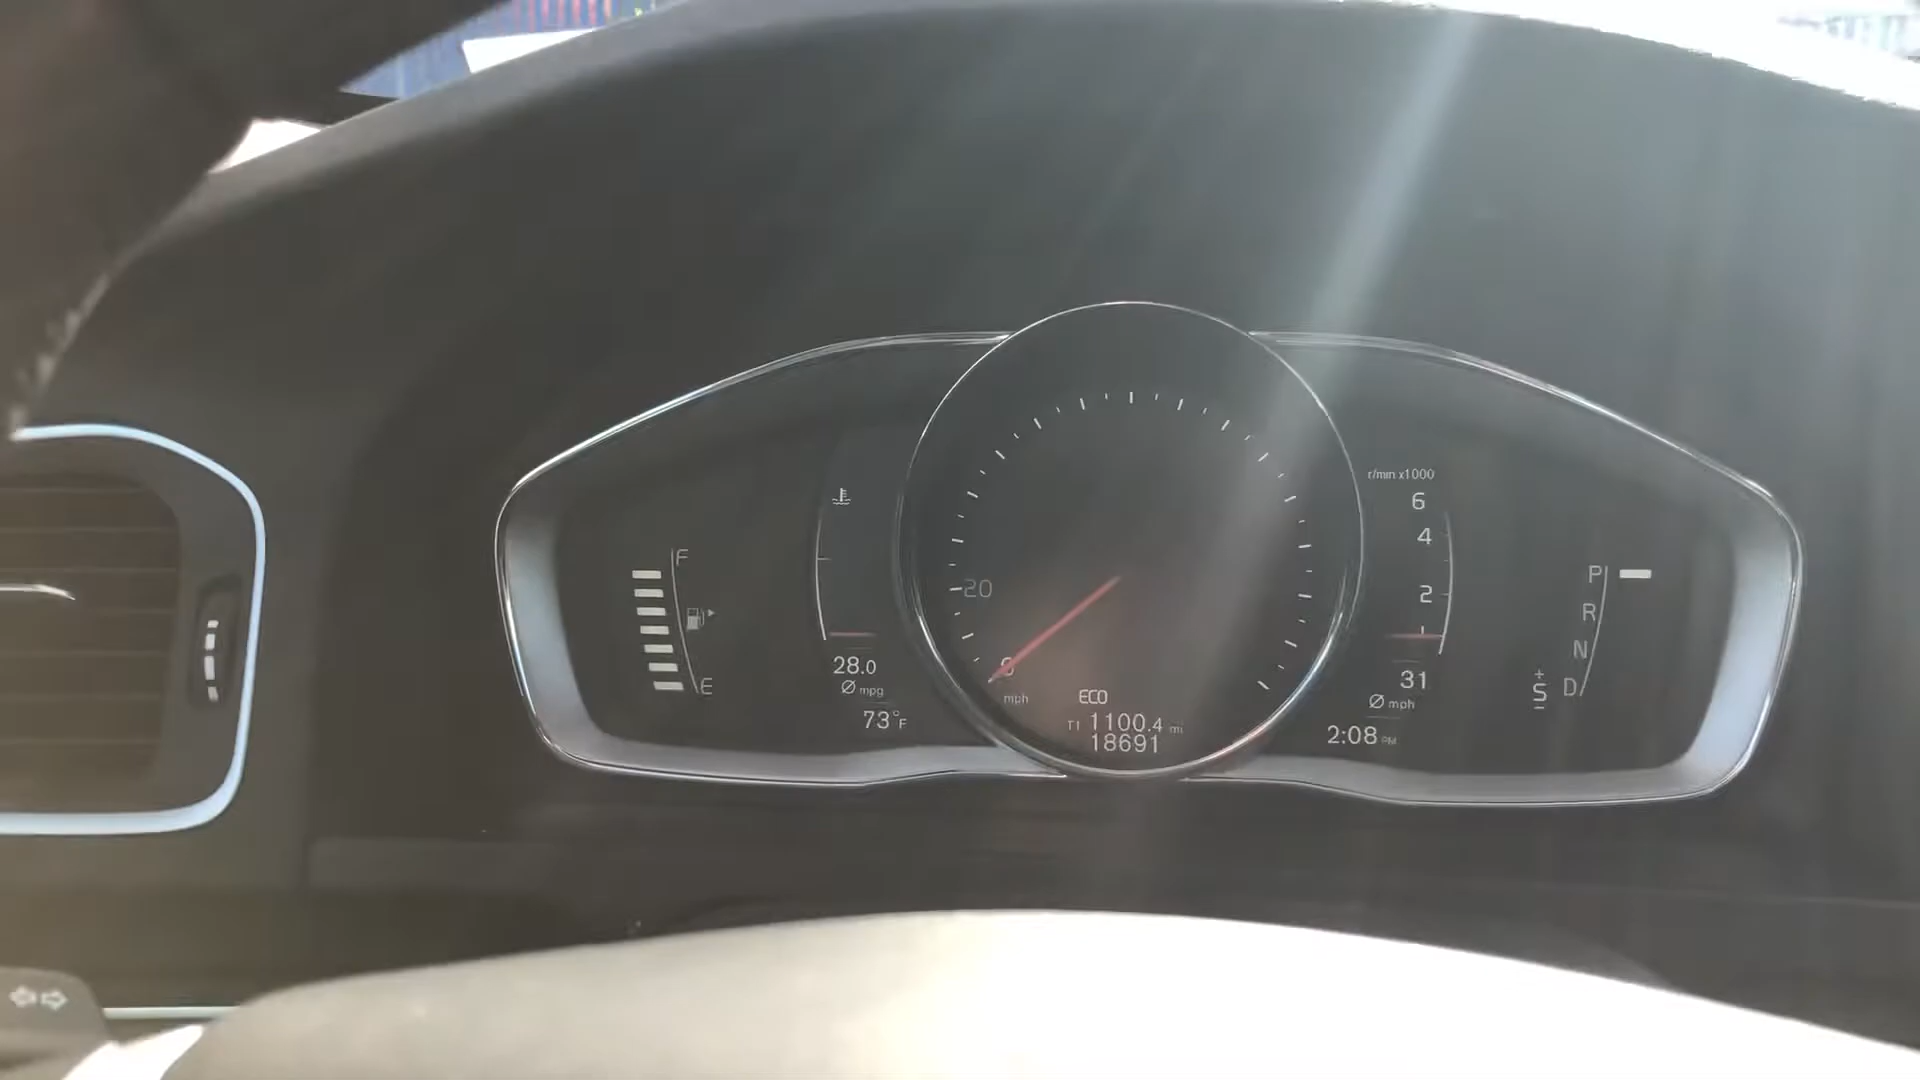 F
E
28.0
Ø mpg
73°F
20
0
mph
ECO
T1 1100.4 mi
18691
r/min x1000
6
4
2
31
Ø mph
2:08 PM
P
R
N
D
+
S
−